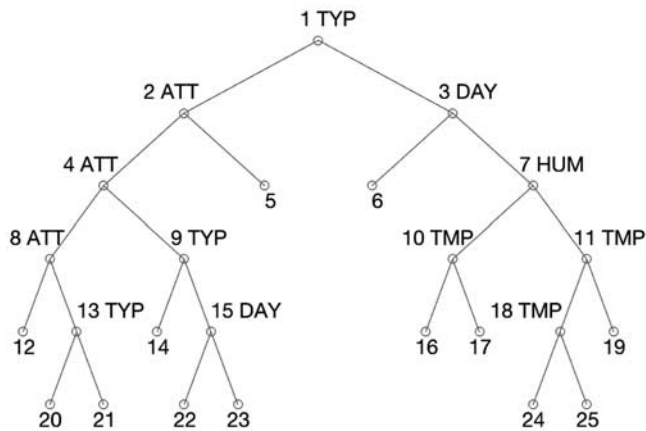 1 TYP
2 ATT 3 DAY
4 ATT 5 6 7 HUM
8 ATT 9 TYP 10 TMP 11 TMP
12 13 TYP 14 15 DAY 16 17 18 TMP 19
20 21 22 23 24 25